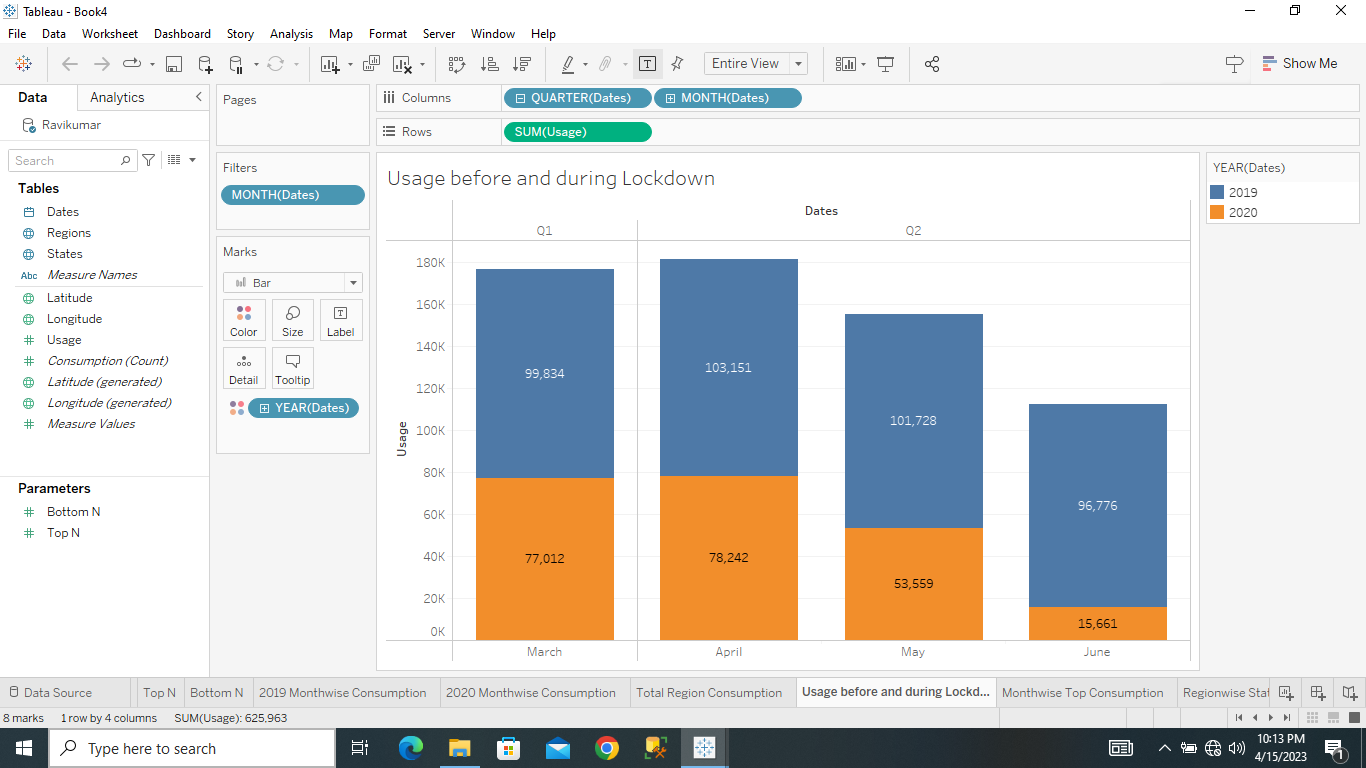 Tableau - Book4
File Data Worksheet Dashboard Story Analysis Map Format Server Window Help
Entire View
Show Me
Data Analytics
Ravikumar
Search
Tables
Dates
Regions
States
Abc Measure Names
Latitude
Longitude
Usage
Consumption (Count)
Latitude (generated)
Longitude (generated)
Measure Values
Parameters
Bottom N
Top N
Pages
Filters
MONTH(Dates)
Marks
Bar
Color Size Label
Detail Tooltip
YEAR(Dates)
Columns QUARTER(Dates) MONTH(Dates)
Rows SUM(Usage)
Usage before and during Lockdown
Dates
Q1 Q2
Usage
180K
160K
140K
120K
100K
80K
60K
40K
20K
0K
99,834 103,151 101,728 96,776
77,012 78,242 53,559 15,661
March April May June
YEAR(Dates)
2019
2020
Data Source Top N Bottom N 2019 Monthwise Consumption 2020 Monthwise Consumption Total Region Consumption Usage before and during Lockd... Monthwise Top Consumption Regionwise Stat
8 marks 1 row by 4 columns SUM(Usage): 625,963
Type here to search
10:13 PM
4/15/2023
1